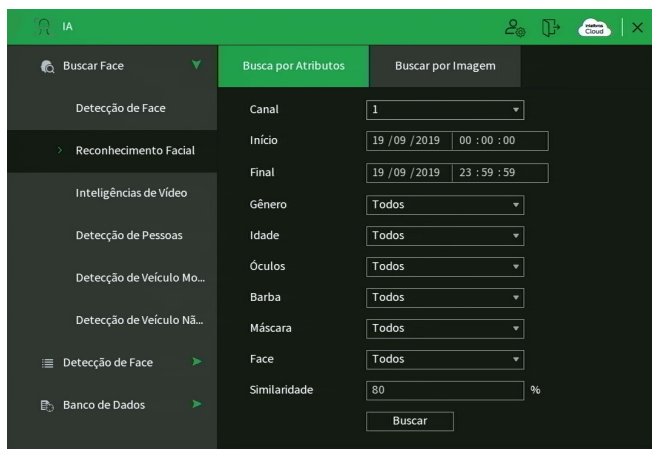 IA
Intelbras Cloud
Buscar Face
Detecção de Face
Reconhecimento Facial
Inteligências de Vídeo
Detecção de Pessoas
Detecção de Veículo Mo...
Detecção de Veículo Nã...
Detecção de Face
Banco de Dados
Busca por Atributos
Buscar por Imagem
Canal 1
Início 19 /09 /2019 00 :00 :00
Final 19 /09 /2019 23 :59 :59
Gênero Todos
Idade Todos
Óculos Todos
Barba Todos
Máscara Todos
Face Todos
Similaridade 80 %
Buscar